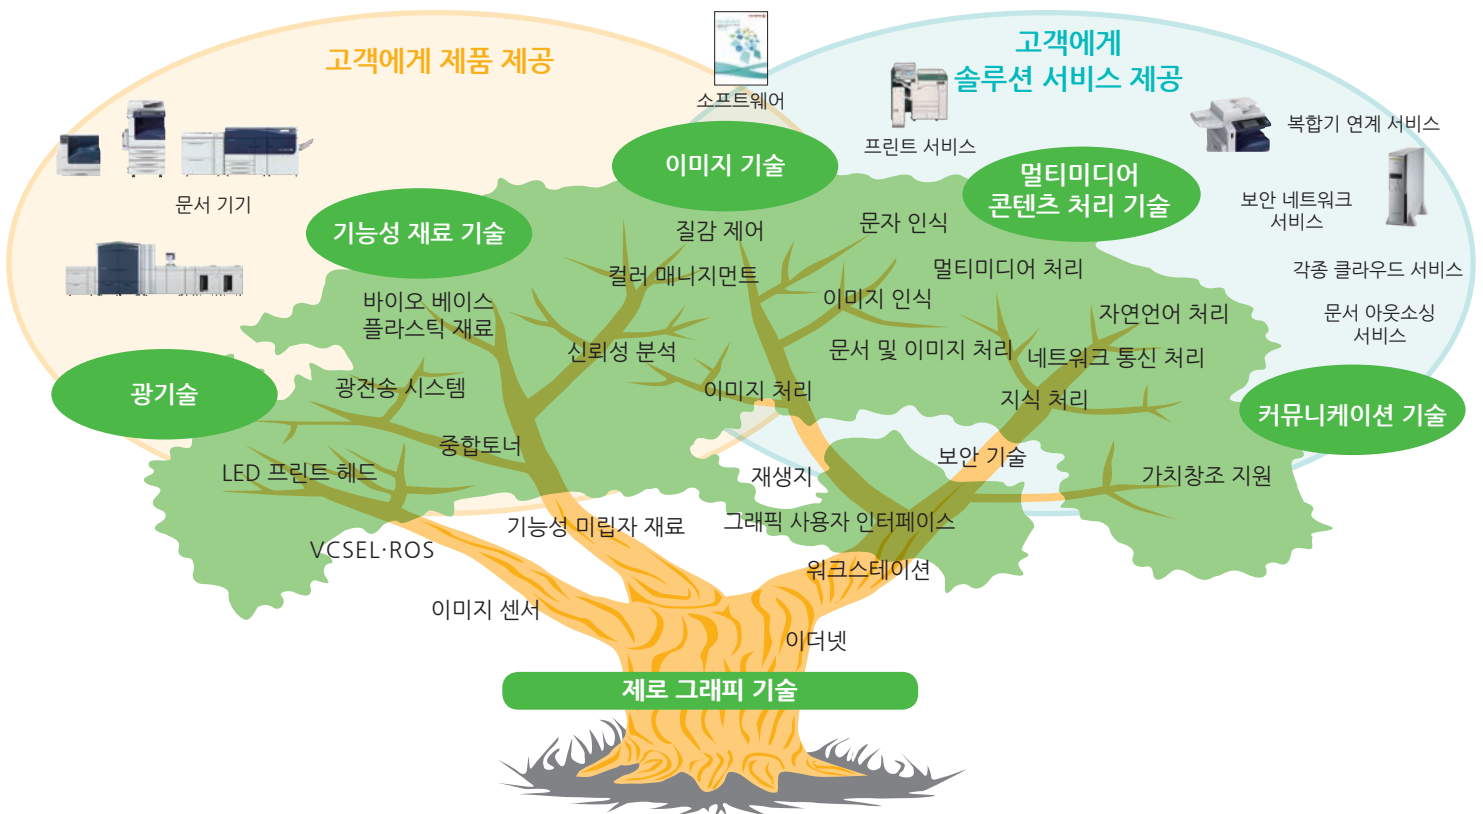 고객에게 제품 제공
고객에게
솔루션 서비스 제공
소프트웨어
프린트 서비스
복합기 연계 서비스
문서 기기
보안 네트워크
서비스
각종 클라우드 서비스
문서 아웃소싱
서비스
이미지 기술
멀티미디어
콘텐츠 처리 기술
기능성 재료 기술
광기술
커뮤니케이션 기술
질감 제어
문자 인식
컬러 매니지먼트
멀티미디어 처리
바이오 베이스
플라스틱 재료
이미지 인식
자연언어 처리
신뢰성 분석
문서 및 이미지 처리
네트워크 통신 처리
광전송 시스템
이미지 처리
지식 처리
중합토너
보안 기술
LED 프린트 헤드
재생지
가치창조 지원
기능성 미립자 재료
그래픽 사용자 인터페이스
VCSEL·ROS
워크스테이션
이미지 센서
이더넷
제로 그래피 기술